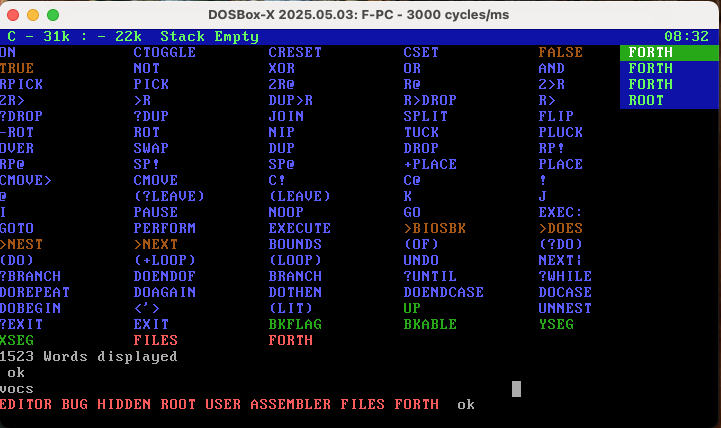 DOSBox-X 2025.05.03: F-PC - 3000 cycles/ms
C - 31k : - 22k  Stack Empty 08:32
ON CTOGGLE CRESET CSET FALSE FORTH
TRUE NOT XOR OR AND FORTH
RPICK PICK 2R@ R@ 2>R FORTH
2R> >R DUP>R R>DROP R> ROOT
?DROP ?DUP JOIN SPLIT FLIP
-ROT ROT NIP TUCK PLUCK
OVER SWAP DUP DROP RP!
RP@ SP! SP@ +PLACE PLACE
CMOVE> CMOVE C! C@ !
@ (?LEAVE) (LEAVE) K J
I PAUSE NOOP GO EXEC:
GOTO PERFORM EXECUTE >BIOSBK >DOES
>NEST >NEXT BOUNDS (OF) (?DO)
(DO) (+LOOP) (LOOP) UNDO NEXT|
?BRANCH DOENDOF BRANCH ?UNTIL ?WHILE
DOREPEAT DOAGAIN DOTHEN DOENDCASE DOCASE
DOBEGIN <'> (LIT) UP UNNEST
?EXIT EXIT BKFLAG BKABLE YSEG
XSEG FILES FORTH
1523 Words displayed
ok
vocs
EDITOR BUG HIDDEN ROOT USER ASSEMBLER FILES FORTH  ok